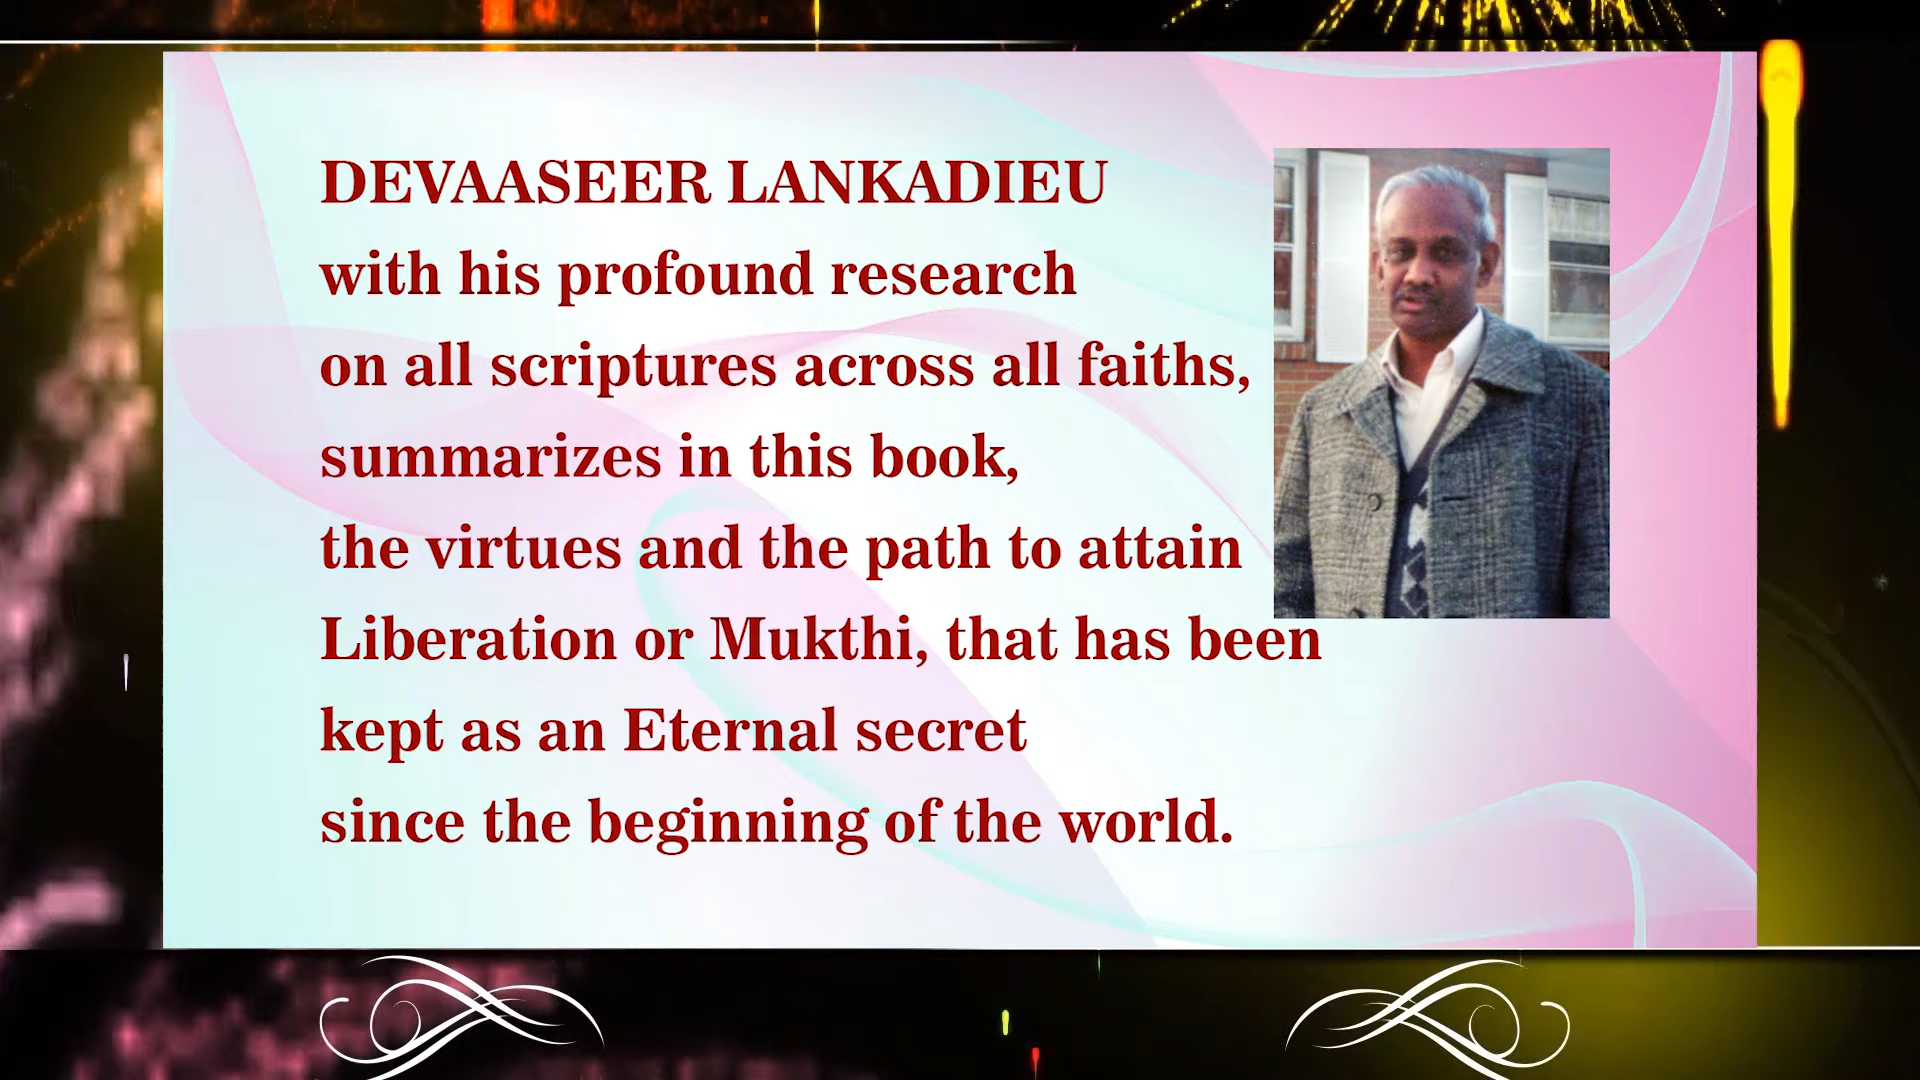 DEVAASEER LANKADIEU
with his profound research
on all scriptures across all faiths,
summarizes in this book,
the virtues and the path to attain
Liberation or Mukthi, that has been
kept as an Eternal secret
since the beginning of the world.